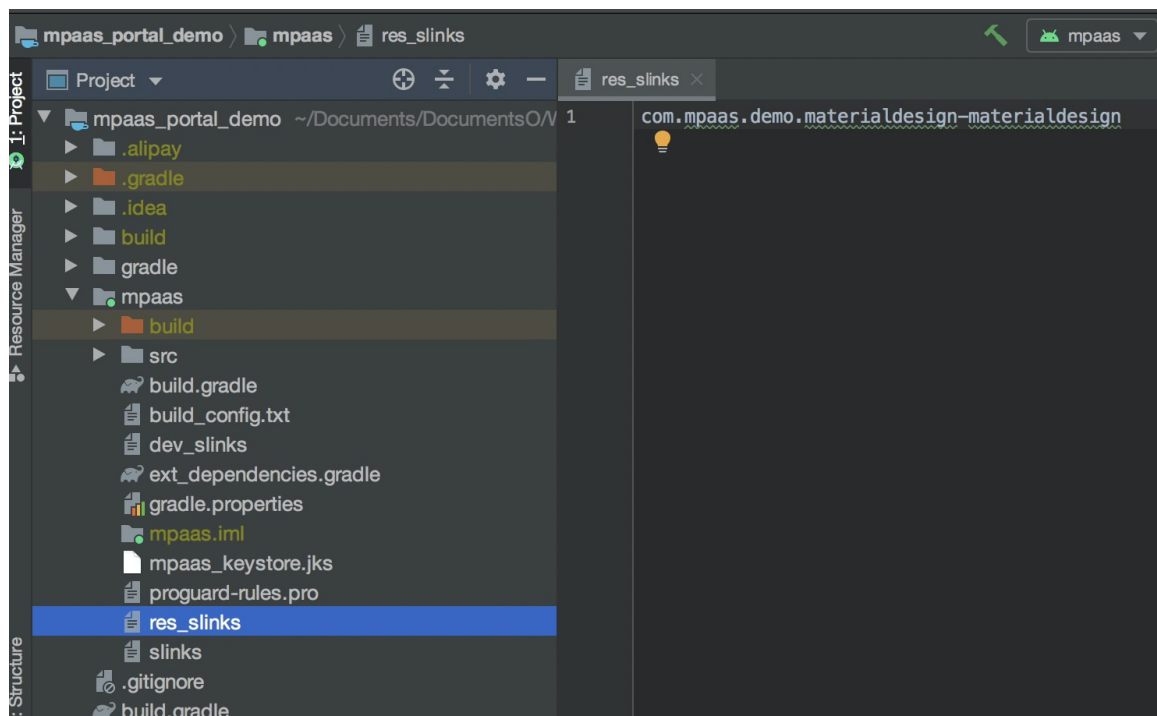 mpaas_portal_demo
mpaas
res_slinks
mpaas
1: Project
Resource Manager
Structure
Project
mpaas_portal_demo ~/Documents/DocumentsO/
.alipay
.gradle
.idea
build
gradle
mpaas
build
src
build.gradle
build_config.txt
dev_slinks
ext_dependencies.gradle
gradle.properties
mpaas.iml
mpaas_keystore.jks
proguard-rules.pro
res_slinks
slinks
.gitignore
build.gradle
res_slinks
1 com.mpaas.demo.materialdesign-materialdesign